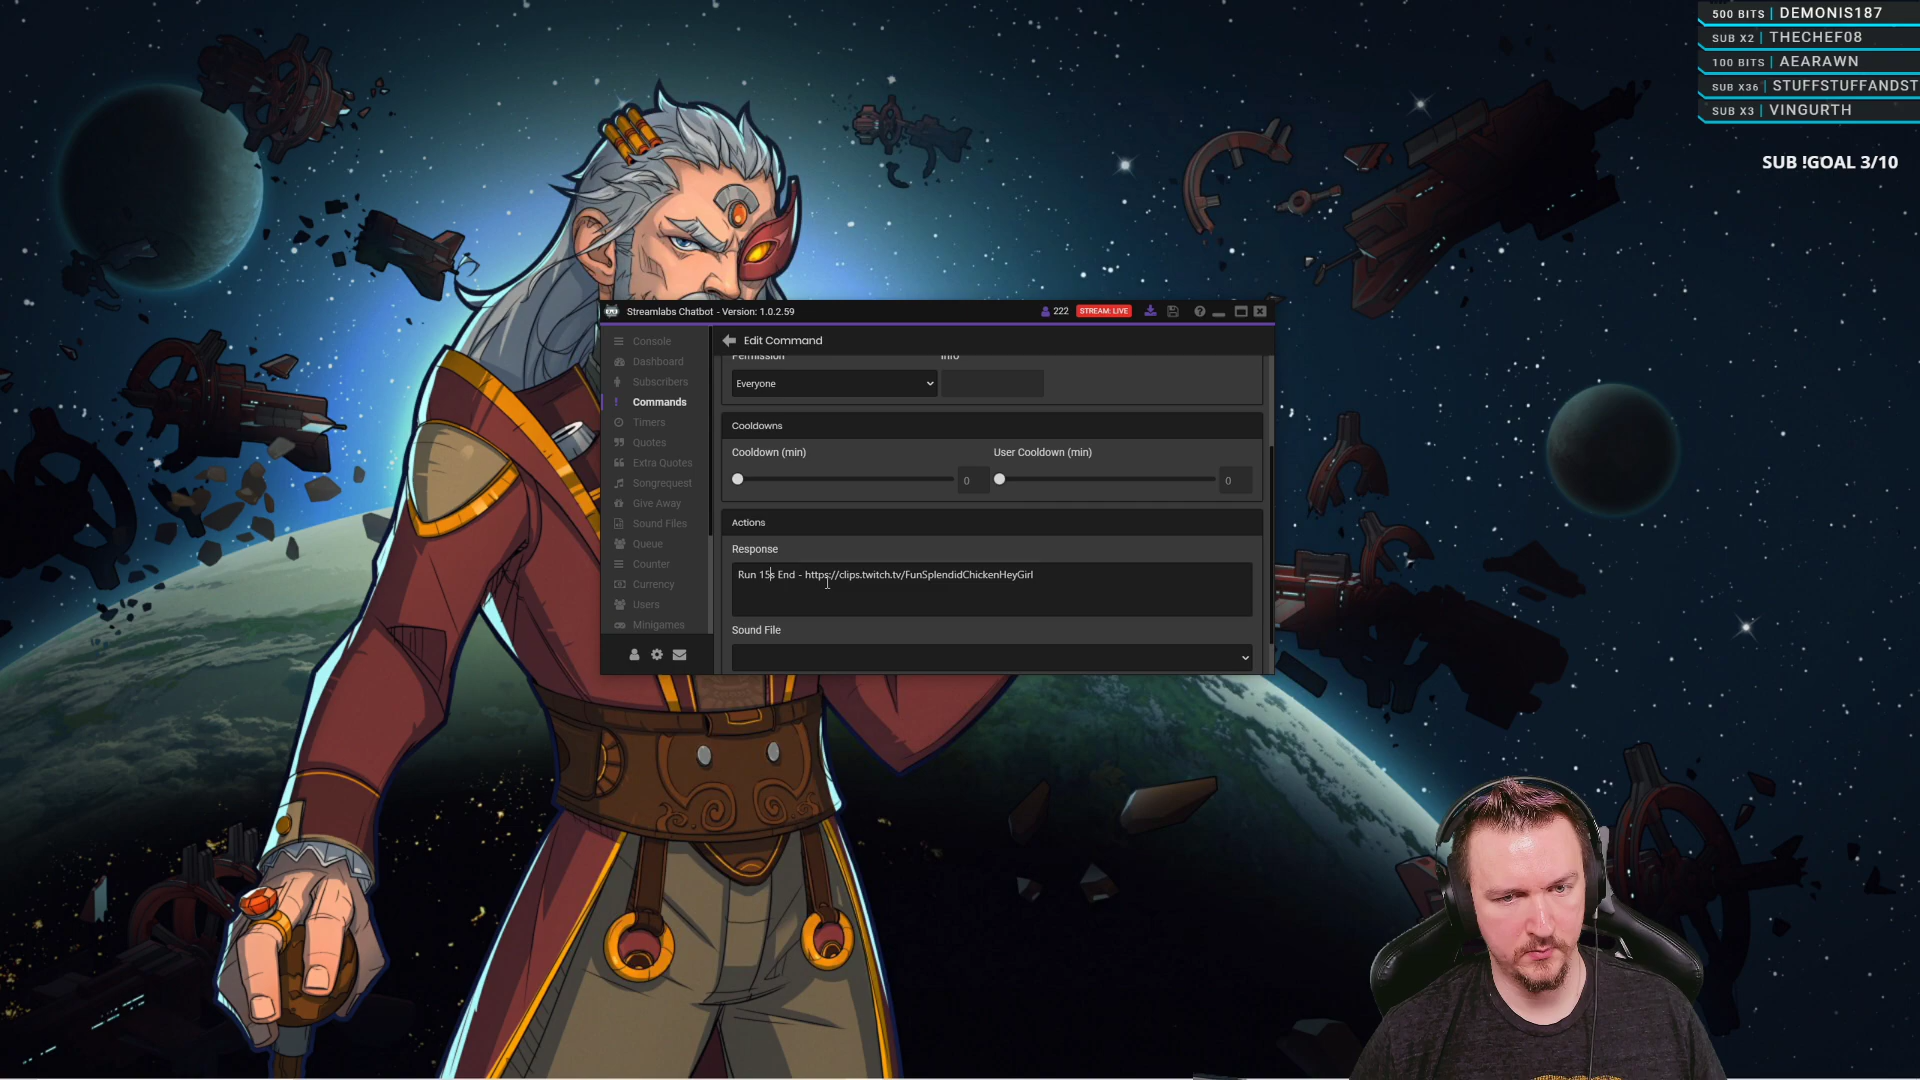 500 BITS | DEMONIS187
SUB X2 | THECHEF08
100 BITS | AEARAWN
SUB X36 | STUFFSTUFFANDST
SUB X3 | VINGURTH
SUB !GOAL 3/10
Streamlabs Chatbot - Version: 1.0.2.59
222
STREAM: LIVE
Console
Dashboard
Subscribers
Commands
Timers
Quotes
Extra Quotes
Songrequest
Give Away
Sound Files
Queue
Counter
Currency
Users
Minigames
Edit Command
Permission
Info
Everyone
Cooldowns
Cooldown (min)
User Cooldown (min)
0
0
Actions
Response
Run 15s End - https://clips.twitch.tv/FunSplendidChickenHeyGirl
Sound File